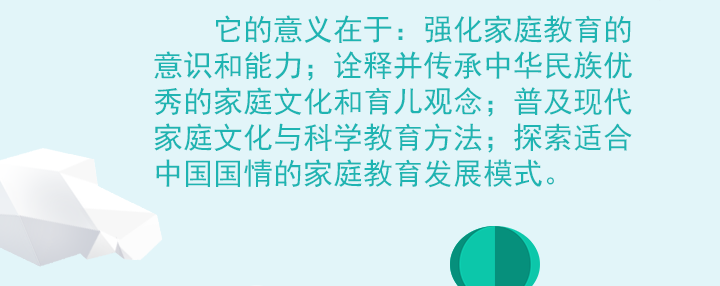 它的意义在于：强化家庭教育的
意识和能力；诠释并传承中华民族优
秀的家庭文化和育儿观念；普及现代
家庭文化与科学教育方法；探索适合
中国国情的家庭教育发展模式。